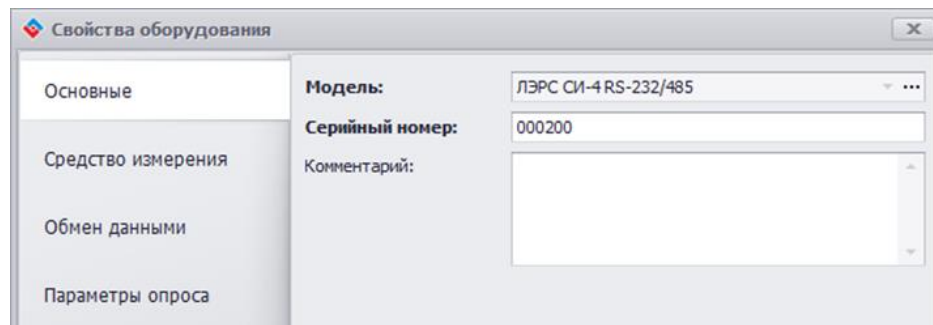 Свойства оборудования
Основные
Средство измерения
Обмен данными
Параметры опроса
Модель: ЛЭРС СИ-4 RS-232/485
Серийный номер: 000200
Комментарий: